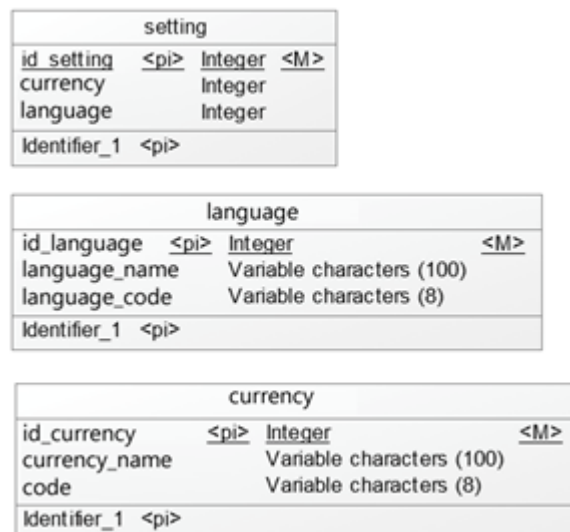 setting
id_setting <pi> Integer <M>
currency Integer
language Integer
Identifier_1 <pi>
language
id_language <pi> Integer <M>
language_name Variable characters (100)
language_code Variable characters (8)
Identifier_1 <pi>
currency
id_currency <pi> Integer <M>
currency_name Variable characters (100)
code Variable characters (8)
Identifier_1 <pi>